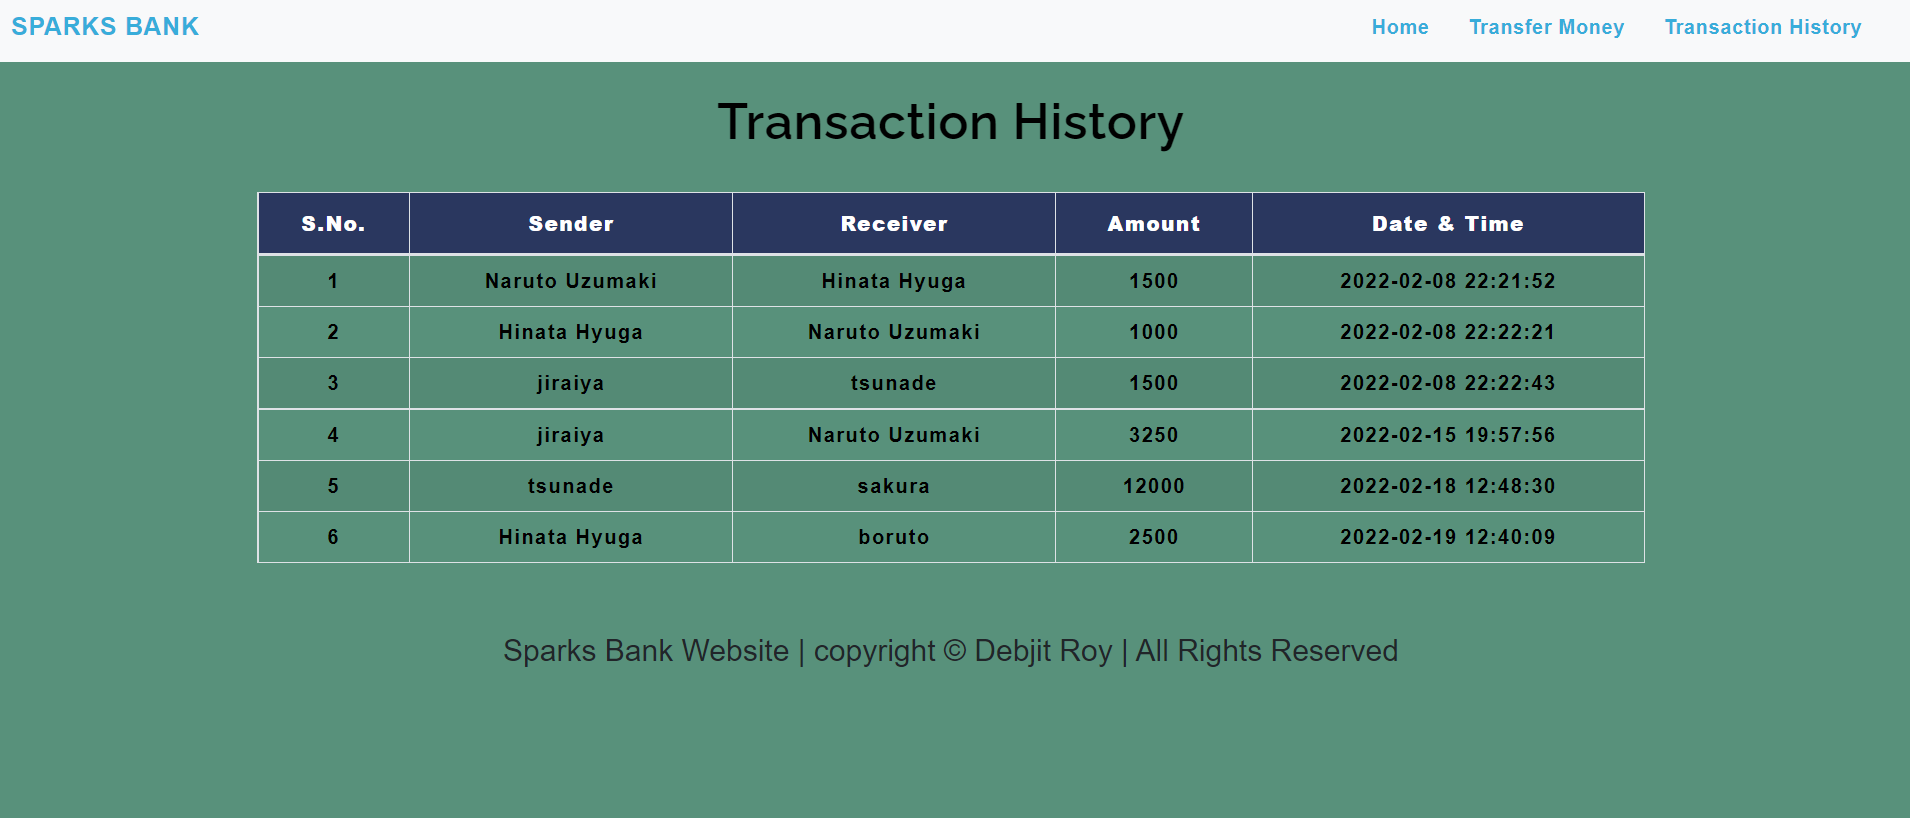 SPARKS BANK Home Transfer Money Transaction History
Transaction History
S.No. Sender Receiver Amount Date & Time
1 Naruto Uzumaki Hinata Hyuga 1500 2022-02-08 22:21:52
2 Hinata Hyuga Naruto Uzumaki 1000 2022-02-08 22:22:21
3 jiraiya tsunade 1500 2022-02-08 22:22:43
4 jiraiya Naruto Uzumaki 3250 2022-02-15 19:57:56
5 tsunade sakura 12000 2022-02-18 12:48:30
6 Hinata Hyuga boruto 2500 2022-02-19 12:40:09
Sparks Bank Website | copyright © Debjit Roy | All Rights Reserved